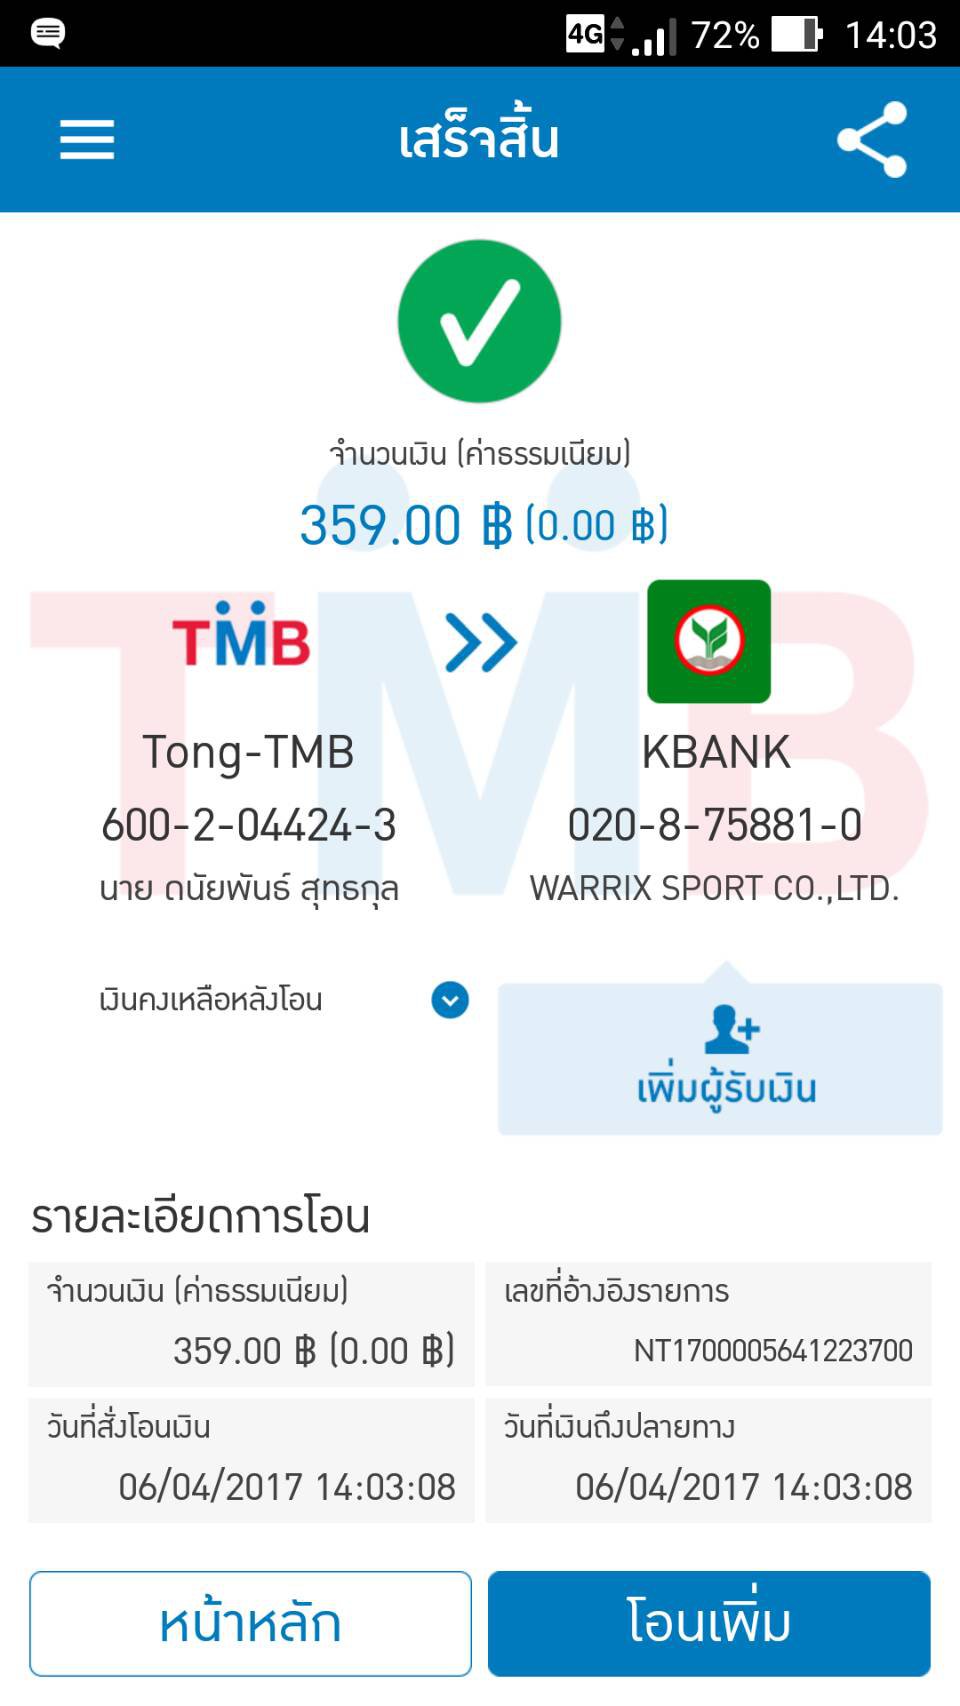 4G 72% 14:03
เสร็จสิ้น
จำนวนเงิน (ค่าธรรมเนียม)
359.00 ฿ (0.00 ฿)
TMB
Tong-TMB
600-2-04424-3
นาย ดนัยพันธ์ สุทธกุล
KBANK
020-8-75881-0
WARRIX SPORT CO.,LTD.
เงินคงเหลือหลังโอน
เพิ่มผู้รับเงิน
รายละเอียดการโอน
จำนวนเงิน (ค่าธรรมเนียม)
359.00 ฿ (0.00 ฿)
เลขที่อ้างอิงรายการ
NT1700005641223700
วันที่สั่งโอนเงิน
06/04/2017 14:03:08
วันที่เงินถึงปลายทาง
06/04/2017 14:03:08
หน้าหลัก
โอนเพิ่ม